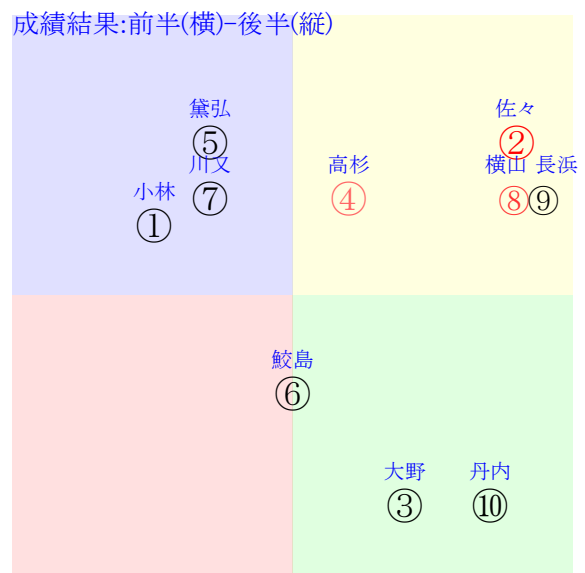 成績結果:前半(横)-後半(縦)
黛弘
佐々
⑤
②
川又
高杉
横山
長浜
小林
⑦
④
⑧
⑨
①
鮫島
⑥
大野
丹内
③
⑩